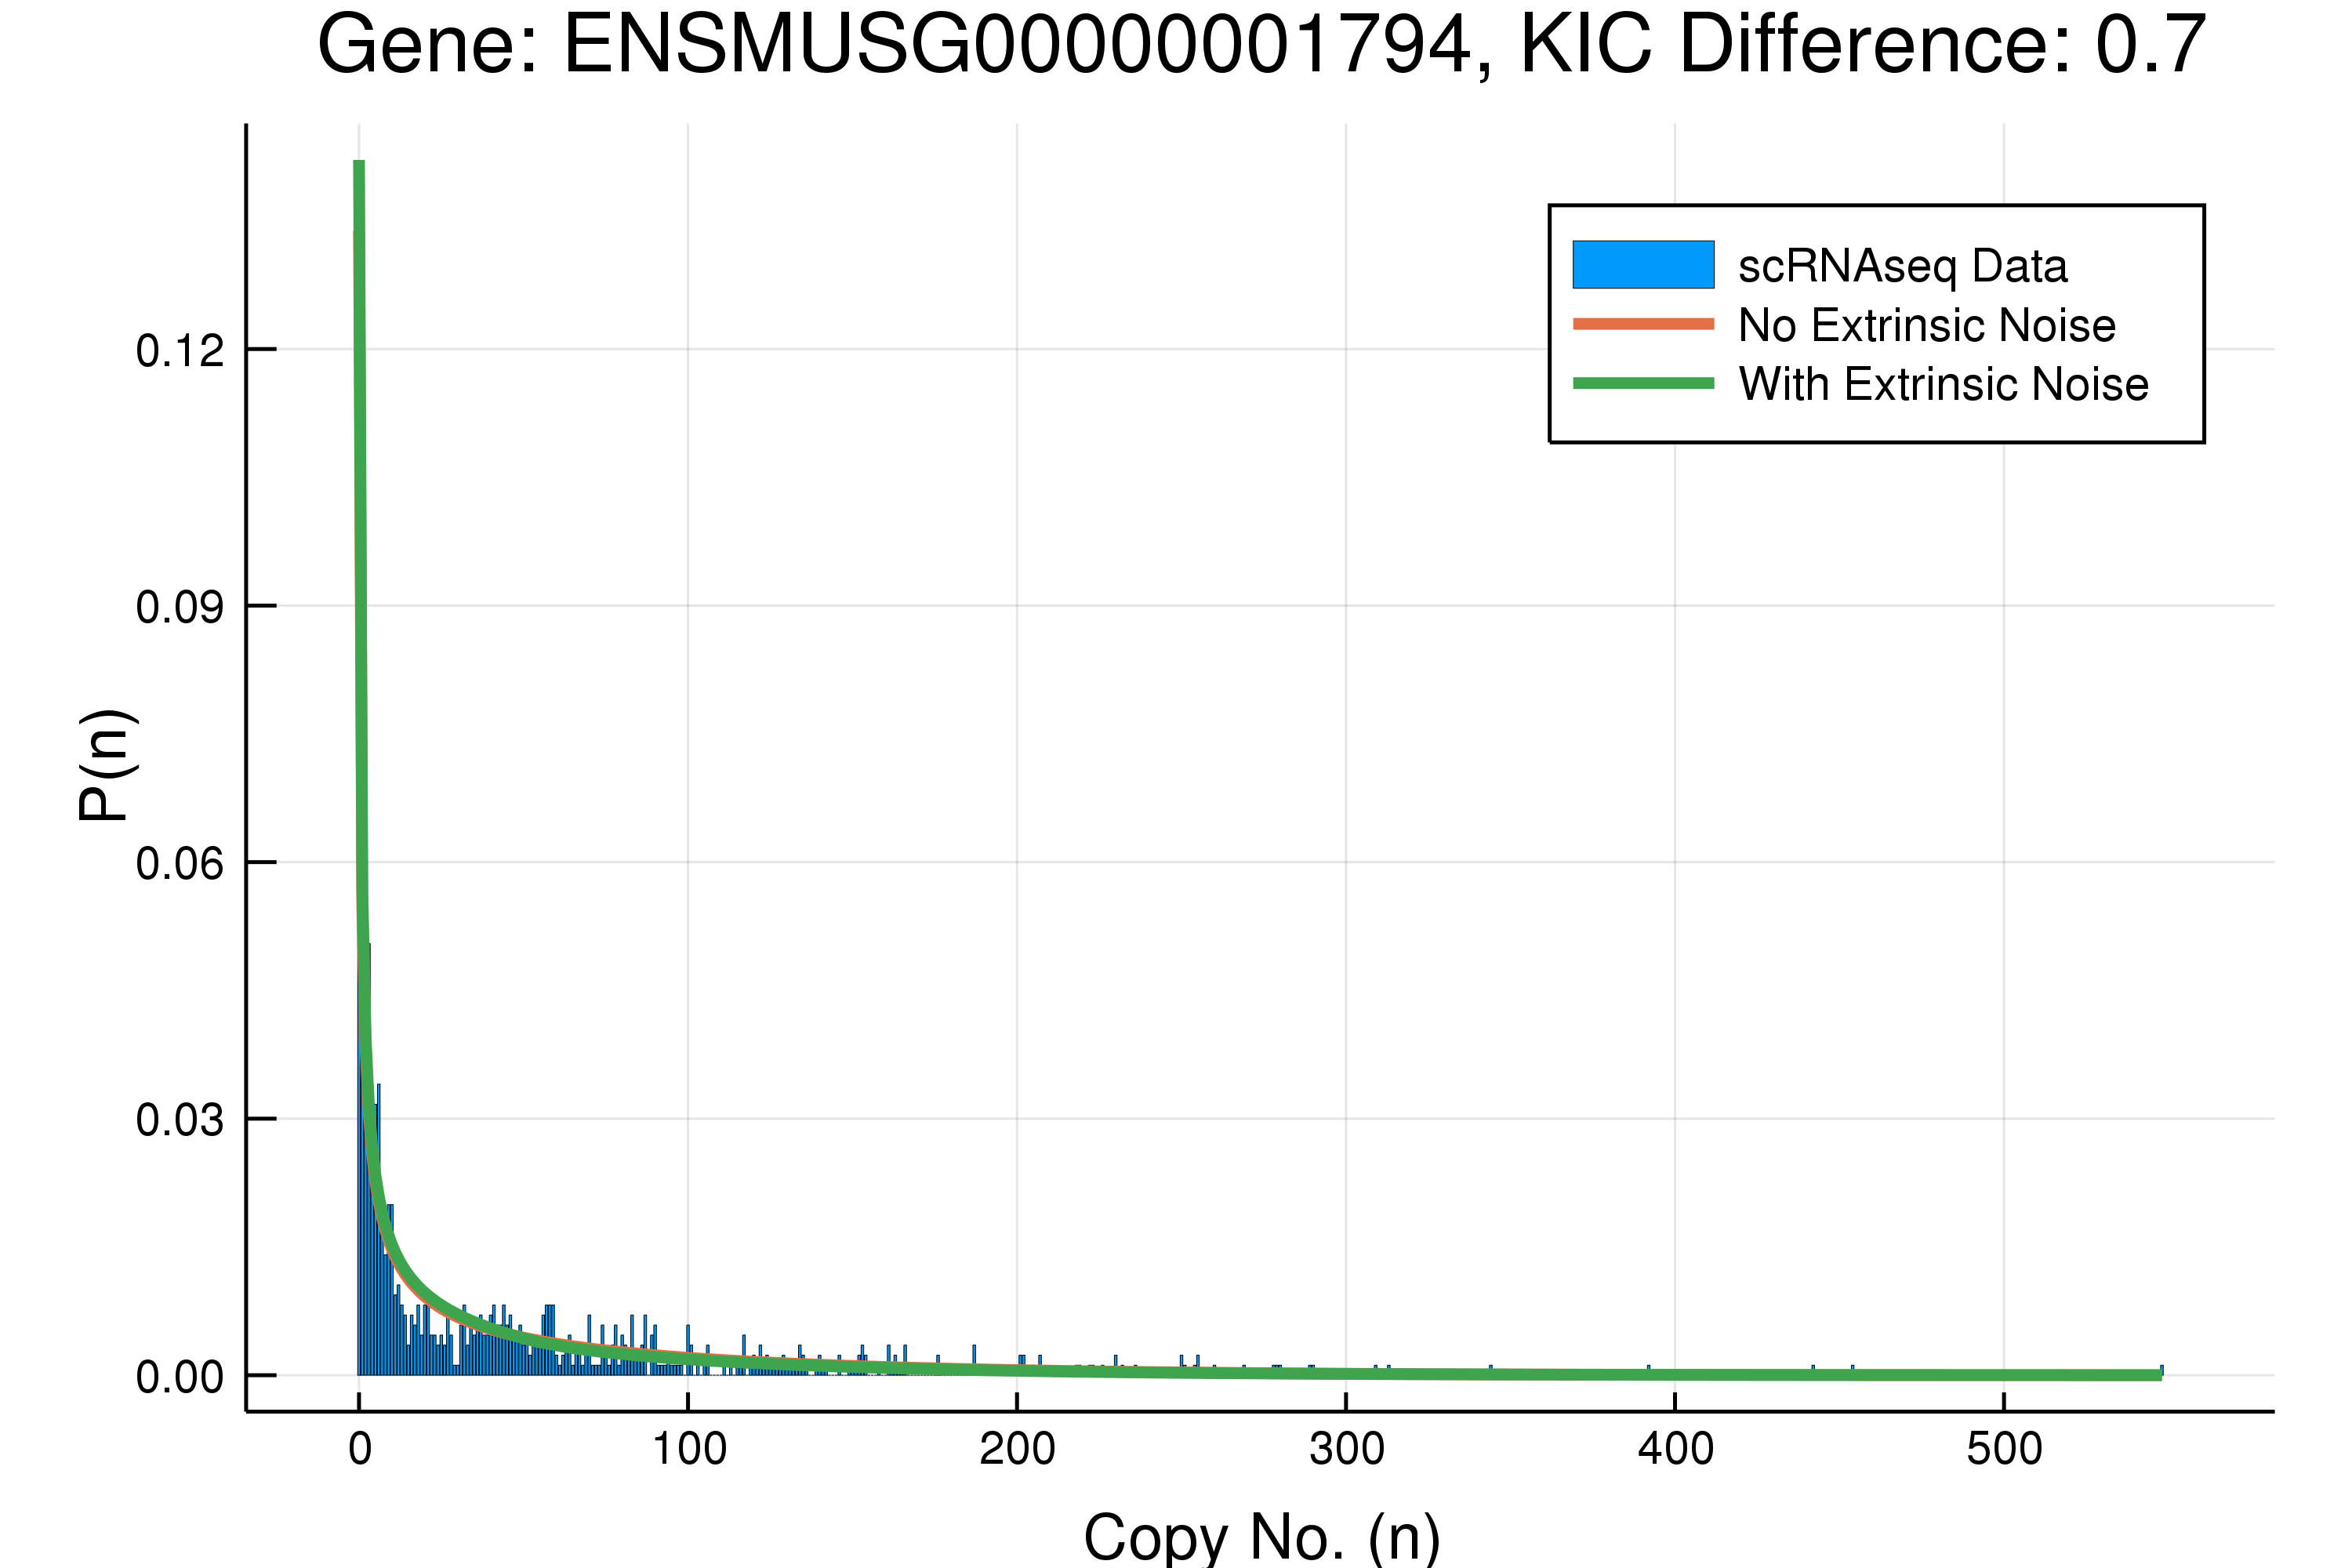 Gene: ENSMUSG00000001794, KIC Difference: 0.7
scRNAseq Data
No Extrinsic Noise
With Extrinsic Noise
P(n)
0.12
0.09
0.06
0.03
0.00
0 100 200 300 400 500
Copy No. (n)